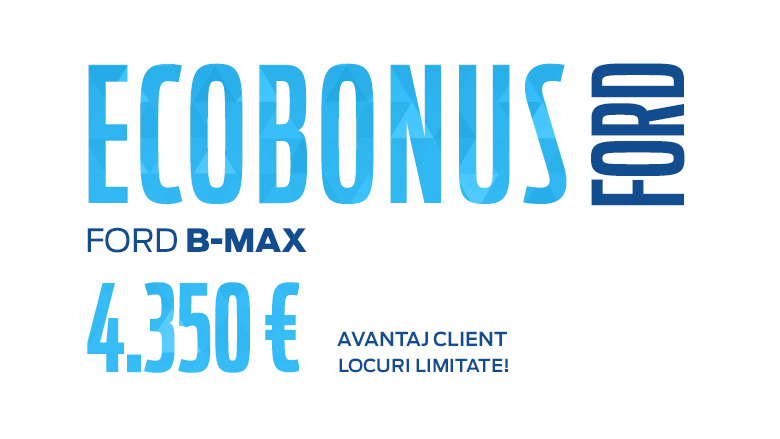 ECOBONUS FORD
FORD B-MAX
4.350 €
AVANTAJ CLIENT
LOCURI LIMITATE!